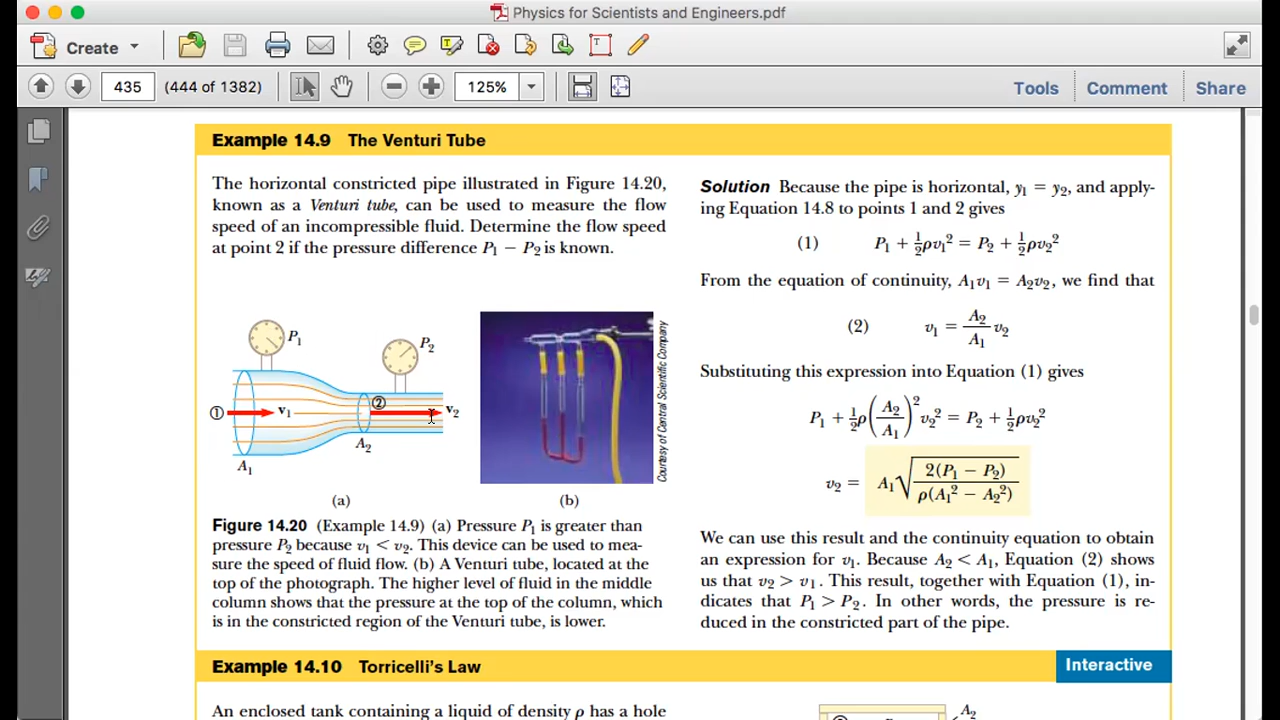 Physics for Scientists and Engineers.pdf
Create
435 (444 of 1382) 125% Tools Comment Share
Example 14.9 The Venturi Tube
The horizontal constricted pipe illustrated in Figure 14.20,
known as a Venturi tube, can be used to measure the flow
speed of an incompressible fluid. Determine the flow speed
at point 2 if the pressure difference P₁ − P₂ is known.
P₁
P₂
①
v₁
②
v₂
A₁
A₂
(a)
(b)
Courtesy of Central Scientific Company
Figure 14.20 (Example 14.9) (a) Pressure P₁ is greater than
pressure P₂ because v₁ < v₂. This device can be used to mea-
sure the speed of fluid flow. (b) A Venturi tube, located at the
top of the photograph. The higher level of fluid in the middle
column shows that the pressure at the top of the column, which
is in the constricted region of the Venturi tube, is lower.
Solution Because the pipe is horizontal, y₁ = y₂, and apply-
ing Equation 14.8 to points 1 and 2 gives
(1) P₁ + ½ρv₁² = P₂ + ½ρv₂²
From the equation of continuity, A₁v₁ = A₂v₂, we find that
(2) v₁ = A₂/A₁ v₂
Substituting this expression into Equation (1) gives
P₁ + ½ρ(A₂/A₁)² v₂² = P₂ + ½ρv₂²
v₂ = A₁√(2(P₁ − P₂)/ρ(A₁² − A₂²))
We can use this result and the continuity equation to obtain
an expression for v₁. Because A₂ < A₁, Equation (2) shows
us that v₂ > v₁. This result, together with Equation (1), in-
dicates that P₁ > P₂. In other words, the pressure is re-
duced in the constricted part of the pipe.
Example 14.10 Torricelli's Law Interactive
An enclosed tank containing a liquid of density ρ has a hole
A₂